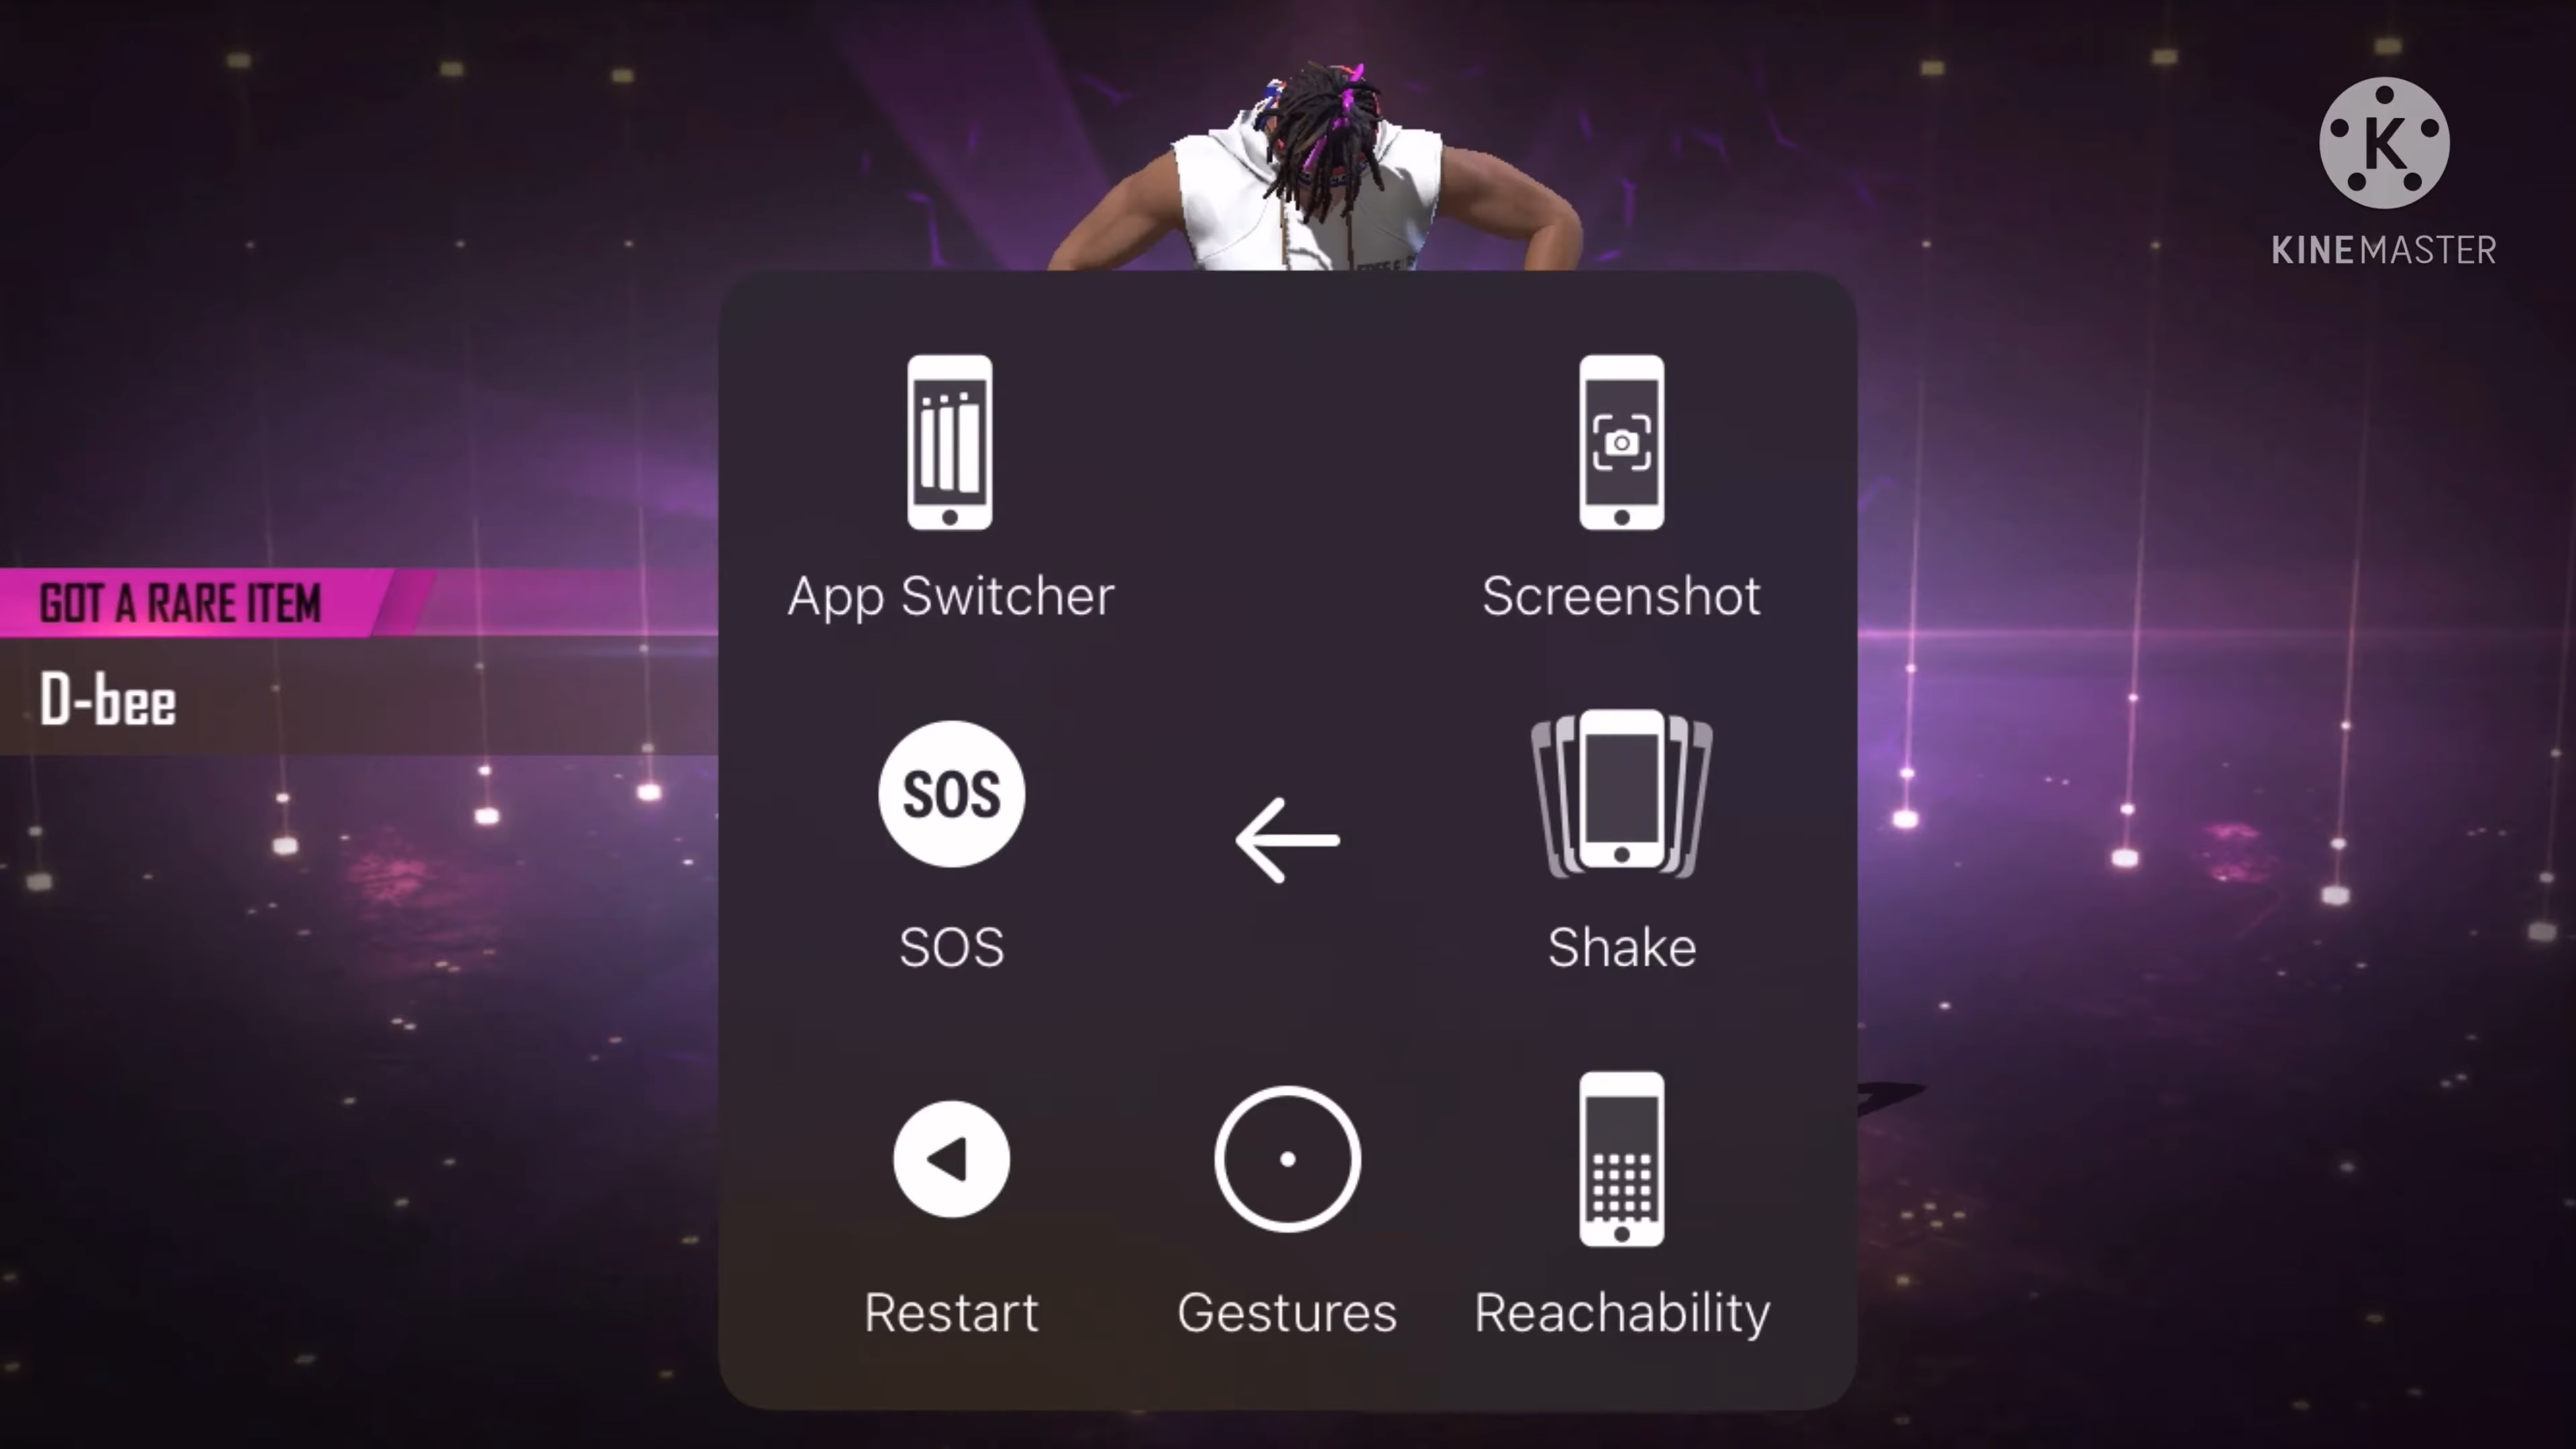 K
KINEMASTER
App Switcher
Screenshot
GOT A RARE ITEM
D-bee
SOS
SOS
Shake
Restart
Gestures
Reachability